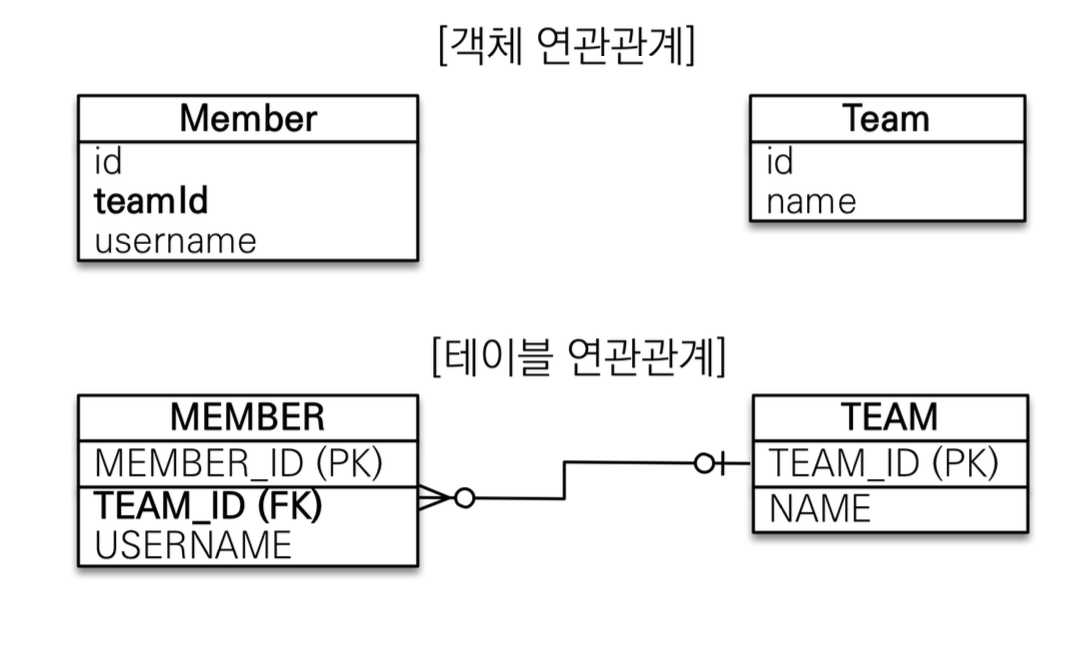 [객체 연관관계]
Member
id
teamId
username
Team
id
name
[테이블 연관관계]
MEMBER
MEMBER_ID (PK)
TEAM_ID (FK)
USERNAME
TEAM
TEAM_ID (PK)
NAME